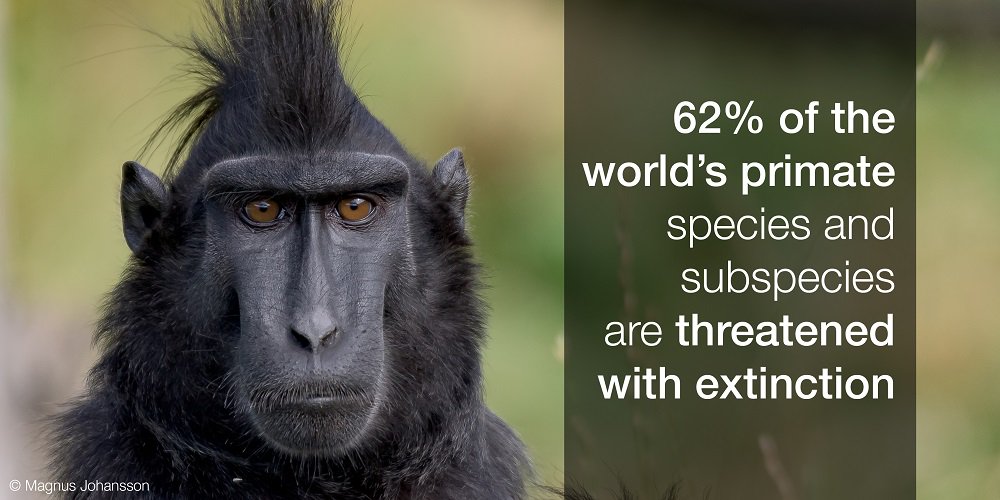 62% of the
world’s primate
species and
subspecies
are threatened
with extinction
© Magnus Johansson